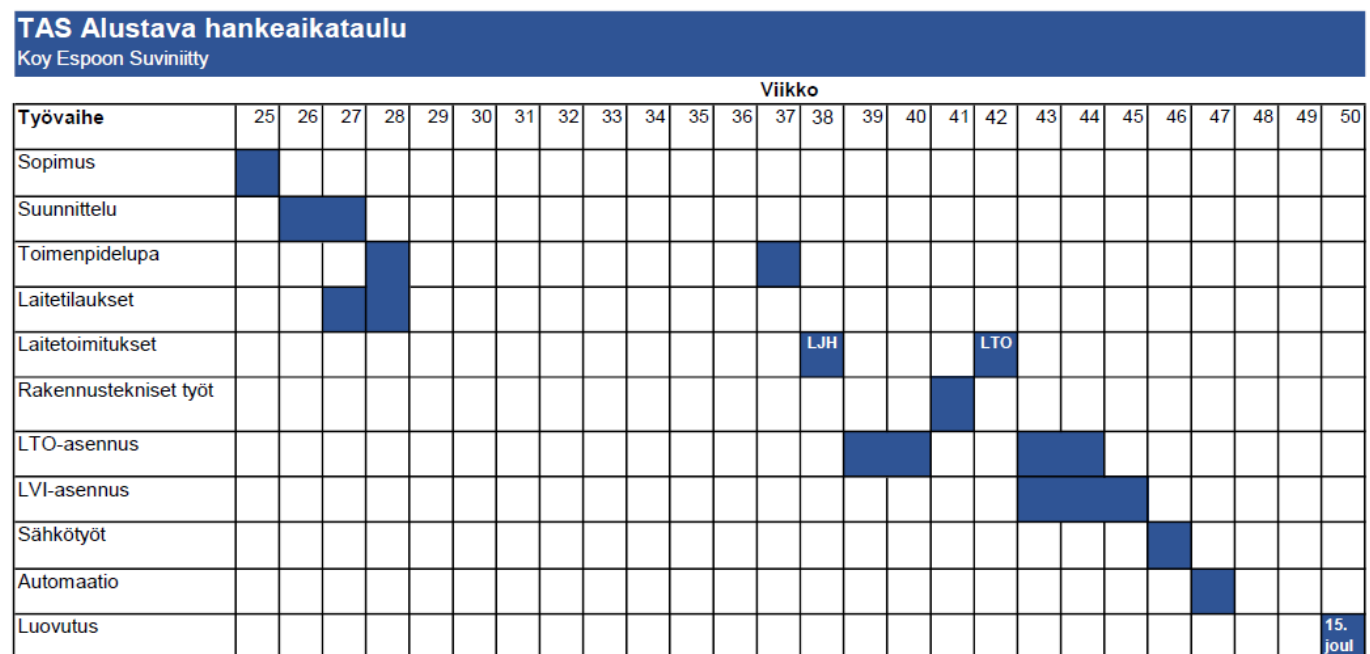 TAS Alustava hankeaikataulu
Koy Espoon Suviniitty
Viikko
Työvaihe 25 26 27 28 29 30 31 32 33 34 35 36 37 38 39 40 41 42 43 44 45 46 47 48 49 50
Sopimus
Suunnittelu
Toimenpidelupa
Laitetilaukset
Laitetoimitukset LJH LTO
Rakennustekniset työt
LTO-asennus
LVI-asennus
Sähkötyöt
Automaatio
Luovutus 15.
joul